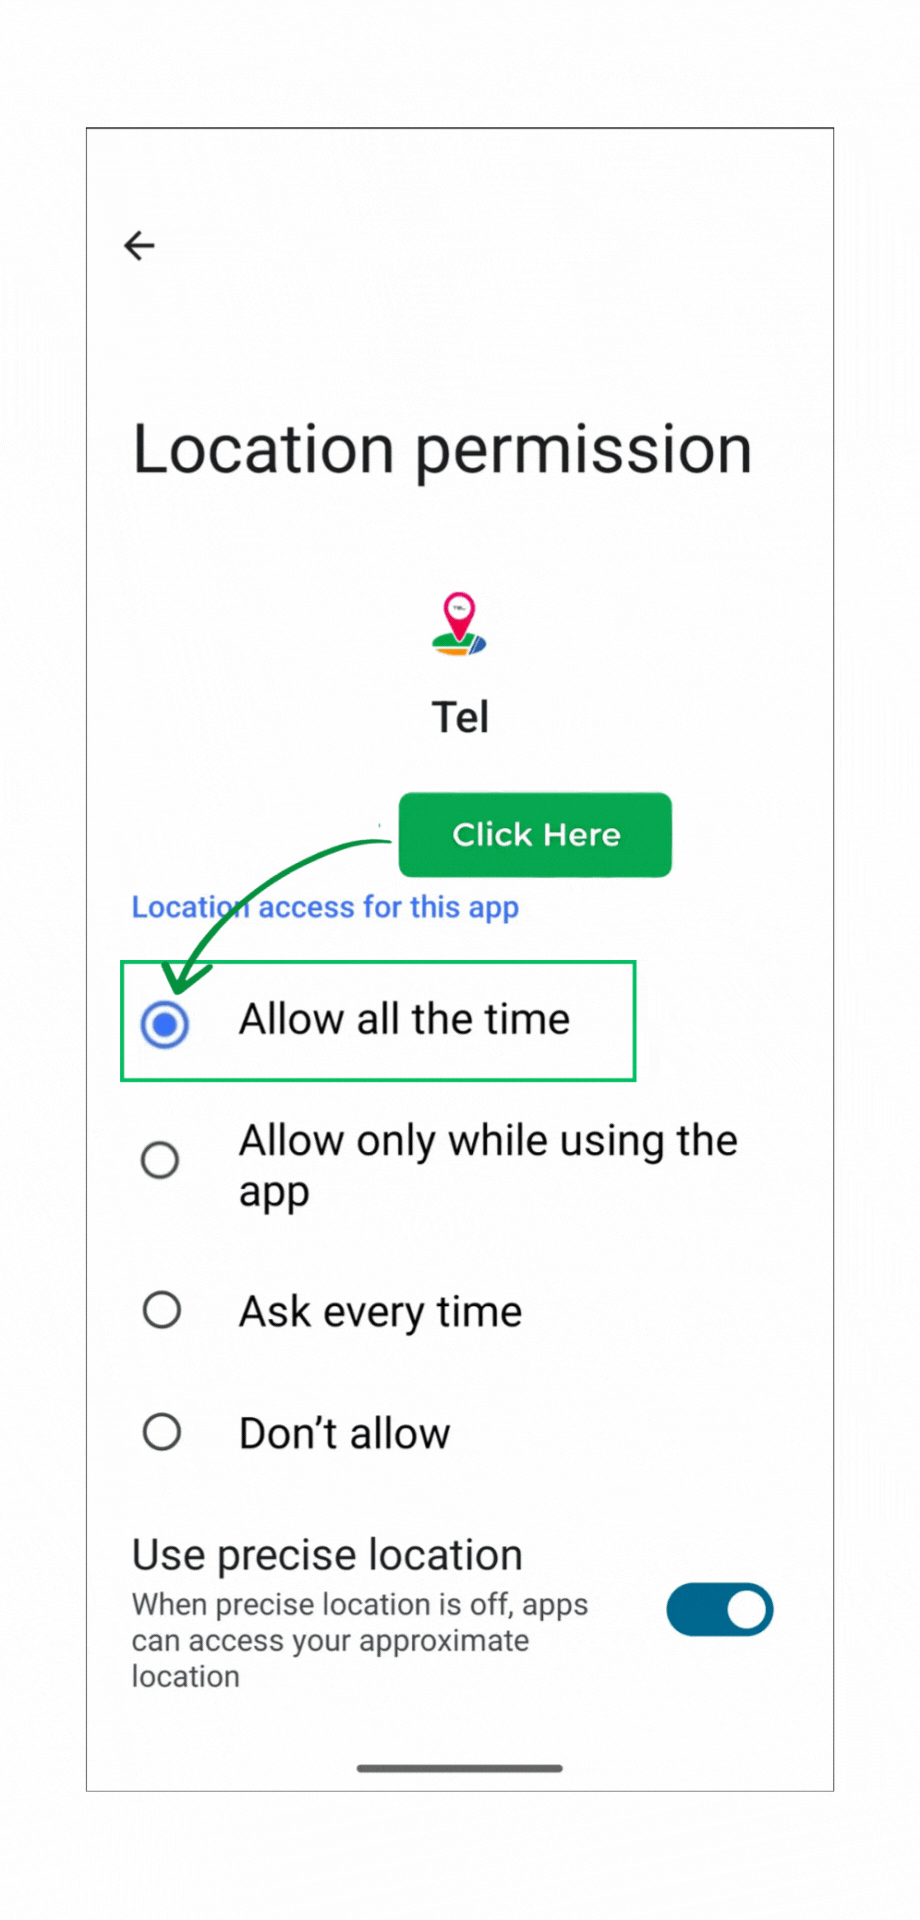 Location permission
TEL
Tel
Click Here
Location access for this app
Allow all the time
Allow only while using the
app
Ask every time
Don't allow
Use precise location
When precise location is off, apps
can access your approximate
location